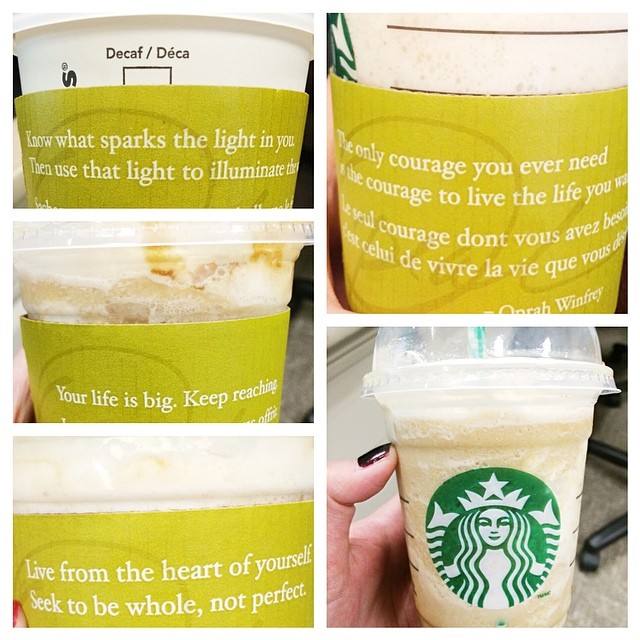 Decaf / Déca
Know what sparks the light in you.
Then use that light to illuminate the
Your life is big. Keep reaching.
Live from the heart of yourself.
Seek to be whole, not perfect.
The only courage you ever need
is the courage to live the life you
Le seul courage dont vous avez
c'est celui de vivre la vie que vous
– Oprah Winfrey